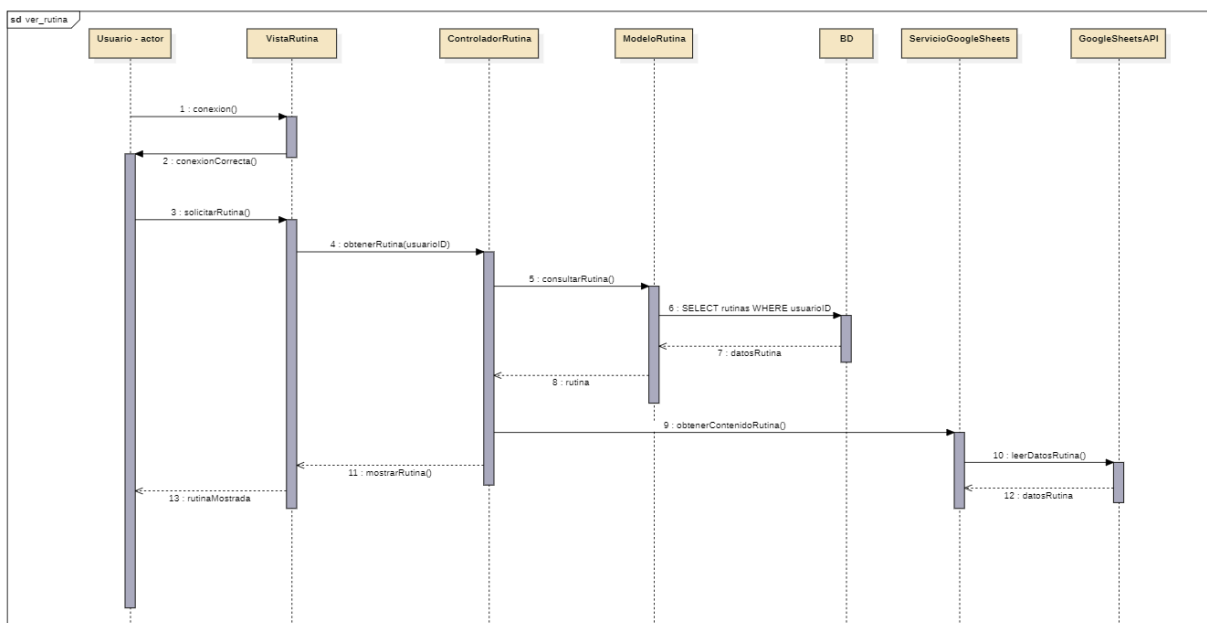 sd ver_rutina
Usuario - actor
VistaRutina
ControladorRutina
ModeloRutina
BD
ServicioGoogleSheets
GoogleSheetsAPI
1 : conexion()
2 : conexionCorrecta()
3 : solicitarRutina()
4 : obtenerRutina(usuarioID)
5 : consultarRutina()
6 : SELECT rutinas WHERE usuarioID
7 : datosRutina
8 : rutina
9 : obtenerContenidoRutina()
10 : leerDatosRutina()
11 : mostrarRutina()
12 : datosRutina
13 : rutinaMostrada